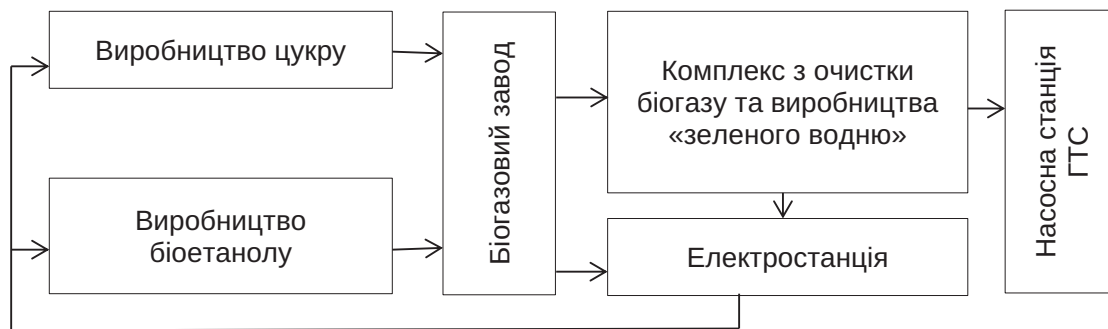 Виробництво цукру
Виробництво
біоетанолу
Біогазовий завод
Комплекс з очистки
біогазу та виробництва
«зеленого водню»
Електростанція
Насосна станція
ГТС